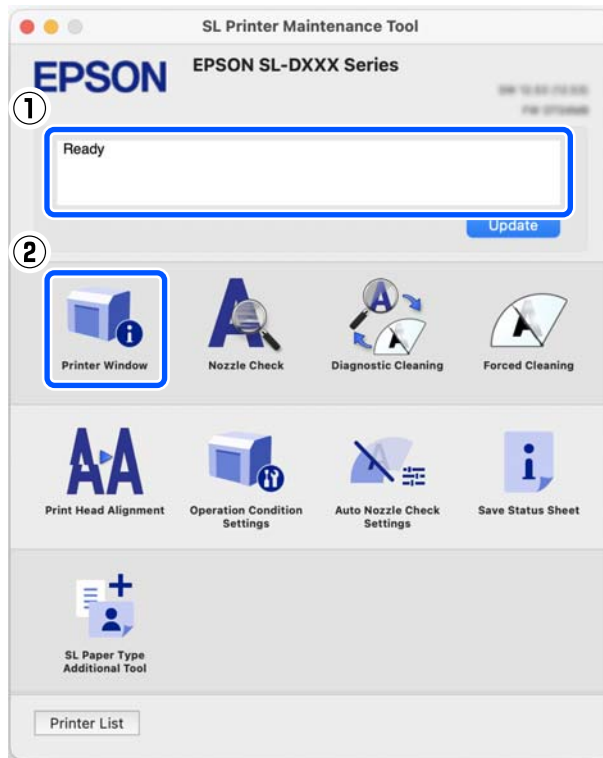 SL Printer Maintenance Tool
EPSON
EPSON SL-DXXX Series
①
Ready
Update
②
Printer Window
Nozzle Check
Diagnostic Cleaning
Forced Cleaning
Print Head Alignment
Operation Condition
Settings
Auto Nozzle Check
Settings
Save Status Sheet
SL Paper Type
Additional Tool
Printer List